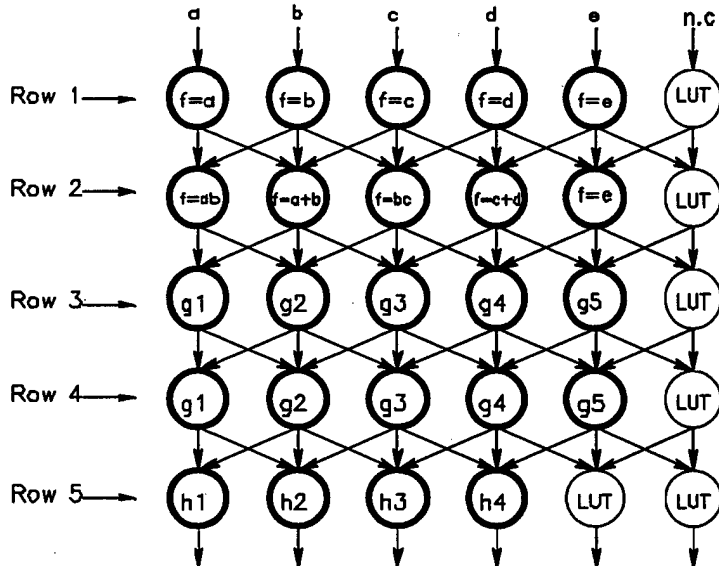 a b c d e n.c
Row 1 f=a f=b f=c f=d f=e LUT
Row 2 f=ab f=a+b f=bc f=c+d f=e LUT
Row 3 g1 g2 g3 g4 g5 LUT
Row 4 g1 g2 g3 g4 g5 LUT
Row 5 h1 h2 h3 h4 LUT LUT